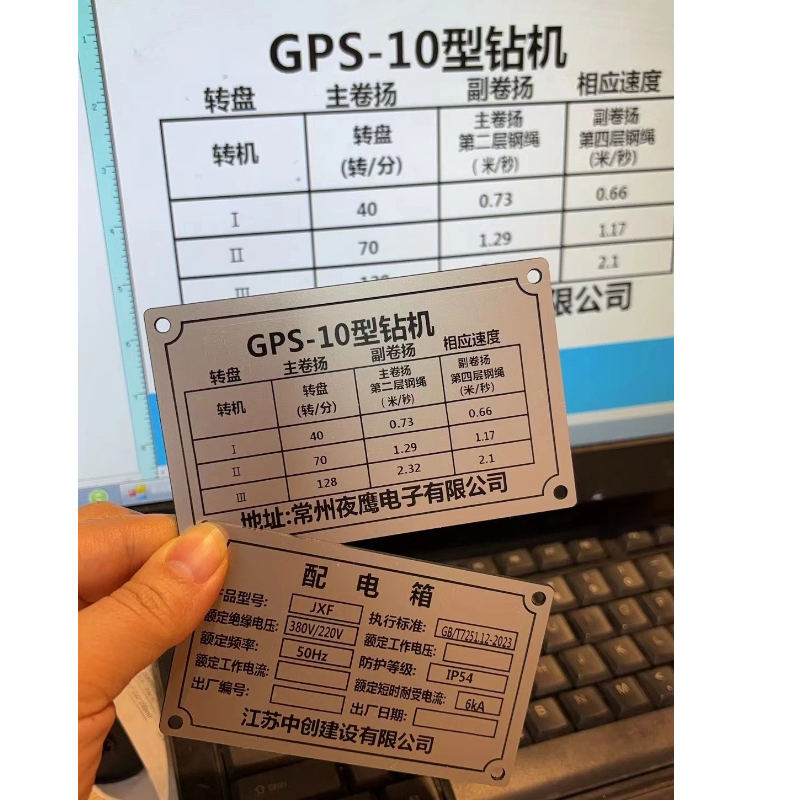 GPS-10型钻机
转盘 主卷扬 副卷扬 相应速度
转机 转盘(转/分) 主卷扬第二层钢绳(米/秒) 副卷扬第四层钢绳(米/秒)
I 40 0.73 0.66
II 70 1.29 1.17
III 2.1
限公司
GPS-10型钻机
转盘 主卷扬 副卷扬 相应速度
转机 转盘(转/分) 主卷扬第二层钢绳(米/秒) 副卷扬第四层钢绳(米/秒)
I 40 0.73 0.66
II 70 1.29 1.17
III 128 2.32 2.1
地址:常州夜鹰电子有限公司
配电箱
产品型号: JXF 执行标准: GB/T7251.12-2023
额定绝缘电压: 380V/220V 额定工作电压:
额定频率: 50Hz 防护等级: IP54
额定工作电流: 额定短时耐受电流: 6kA
出厂编号: 出厂日期:
江苏中创建设有限公司